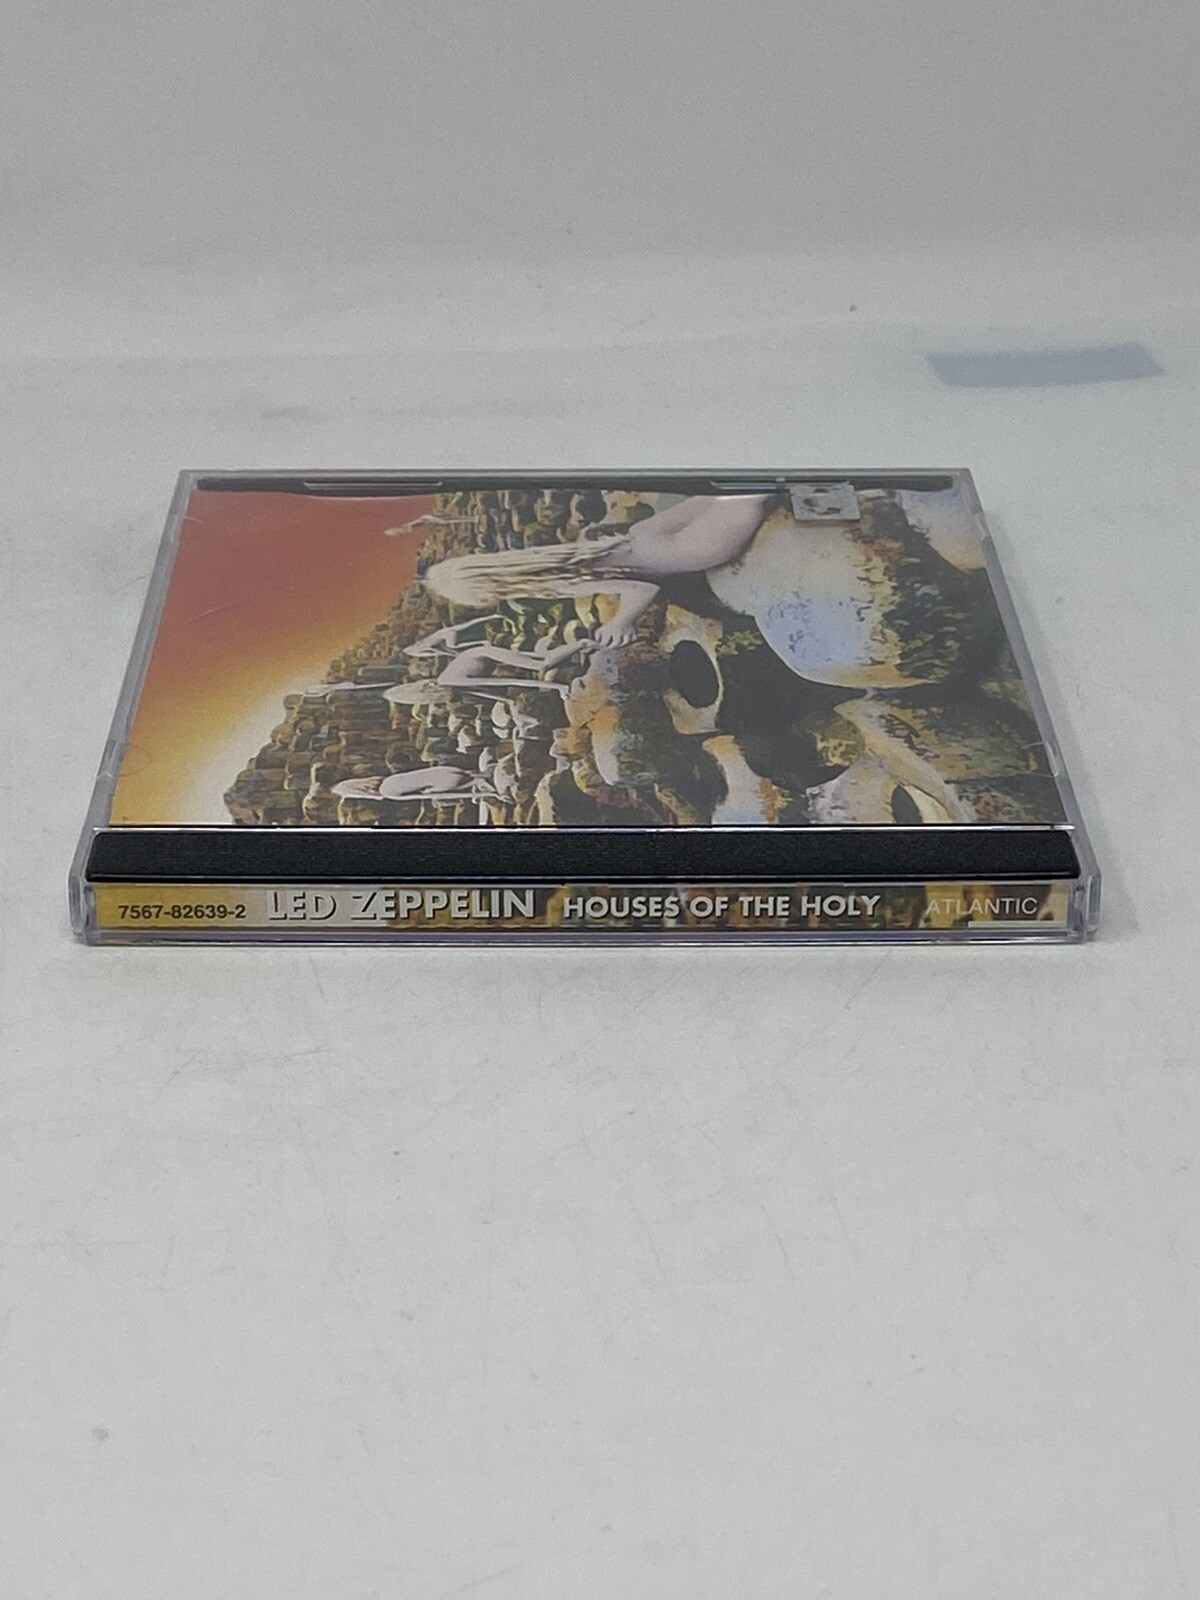 7567-82639-2 LED ZEPPELIN HOUSES OF THE HOLY ATLANTIC